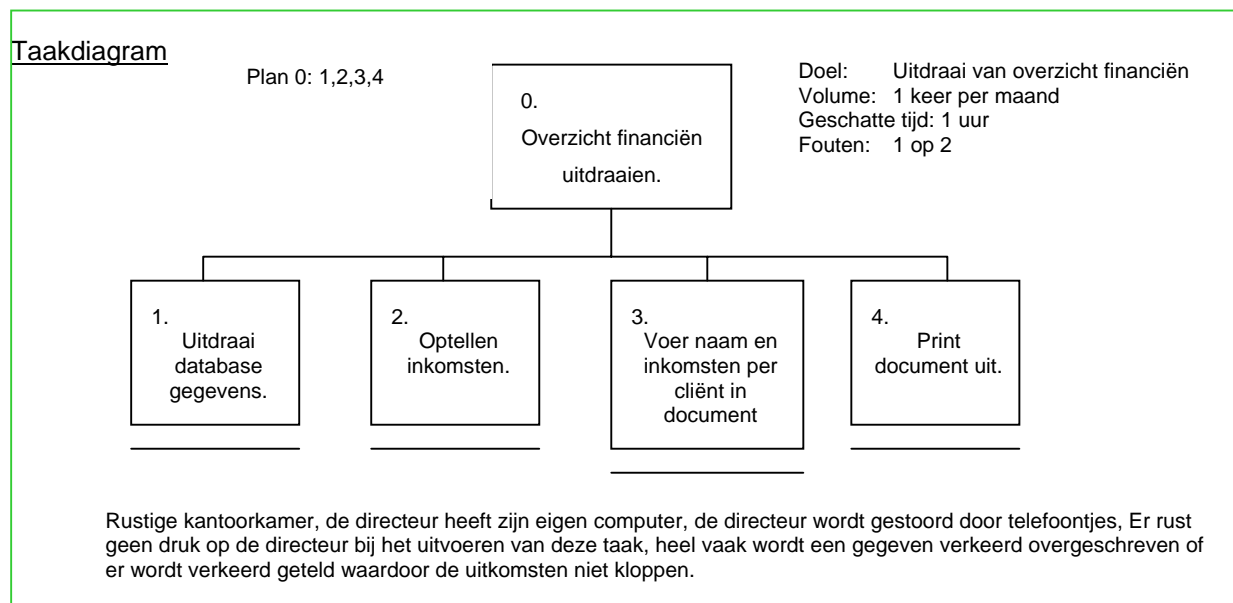 Taakdiagram
Plan 0: 1,2,3,4
0.
Overzicht financiën
uitdraaien.
Doel: Uitdraai van overzicht financiën
Volume: 1 keer per maand
Geschatte tijd: 1 uur
Fouten: 1 op 2
1.
Uitdraai
database
gegevens.
2.
Optellen
inkomsten.
3.
Voer naam en
inkomsten per
cliënt in
document
4.
Print
document uit.
Rustige kantoorkamer, de directeur heeft zijn eigen computer, de directeur wordt gestoord door telefoontjes, Er rust
geen druk op de directeur bij het uitvoeren van deze taak, heel vaak wordt een gegeven verkeerd overgeschreven of
er wordt verkeerd geteld waardoor de uitkomsten niet kloppen.